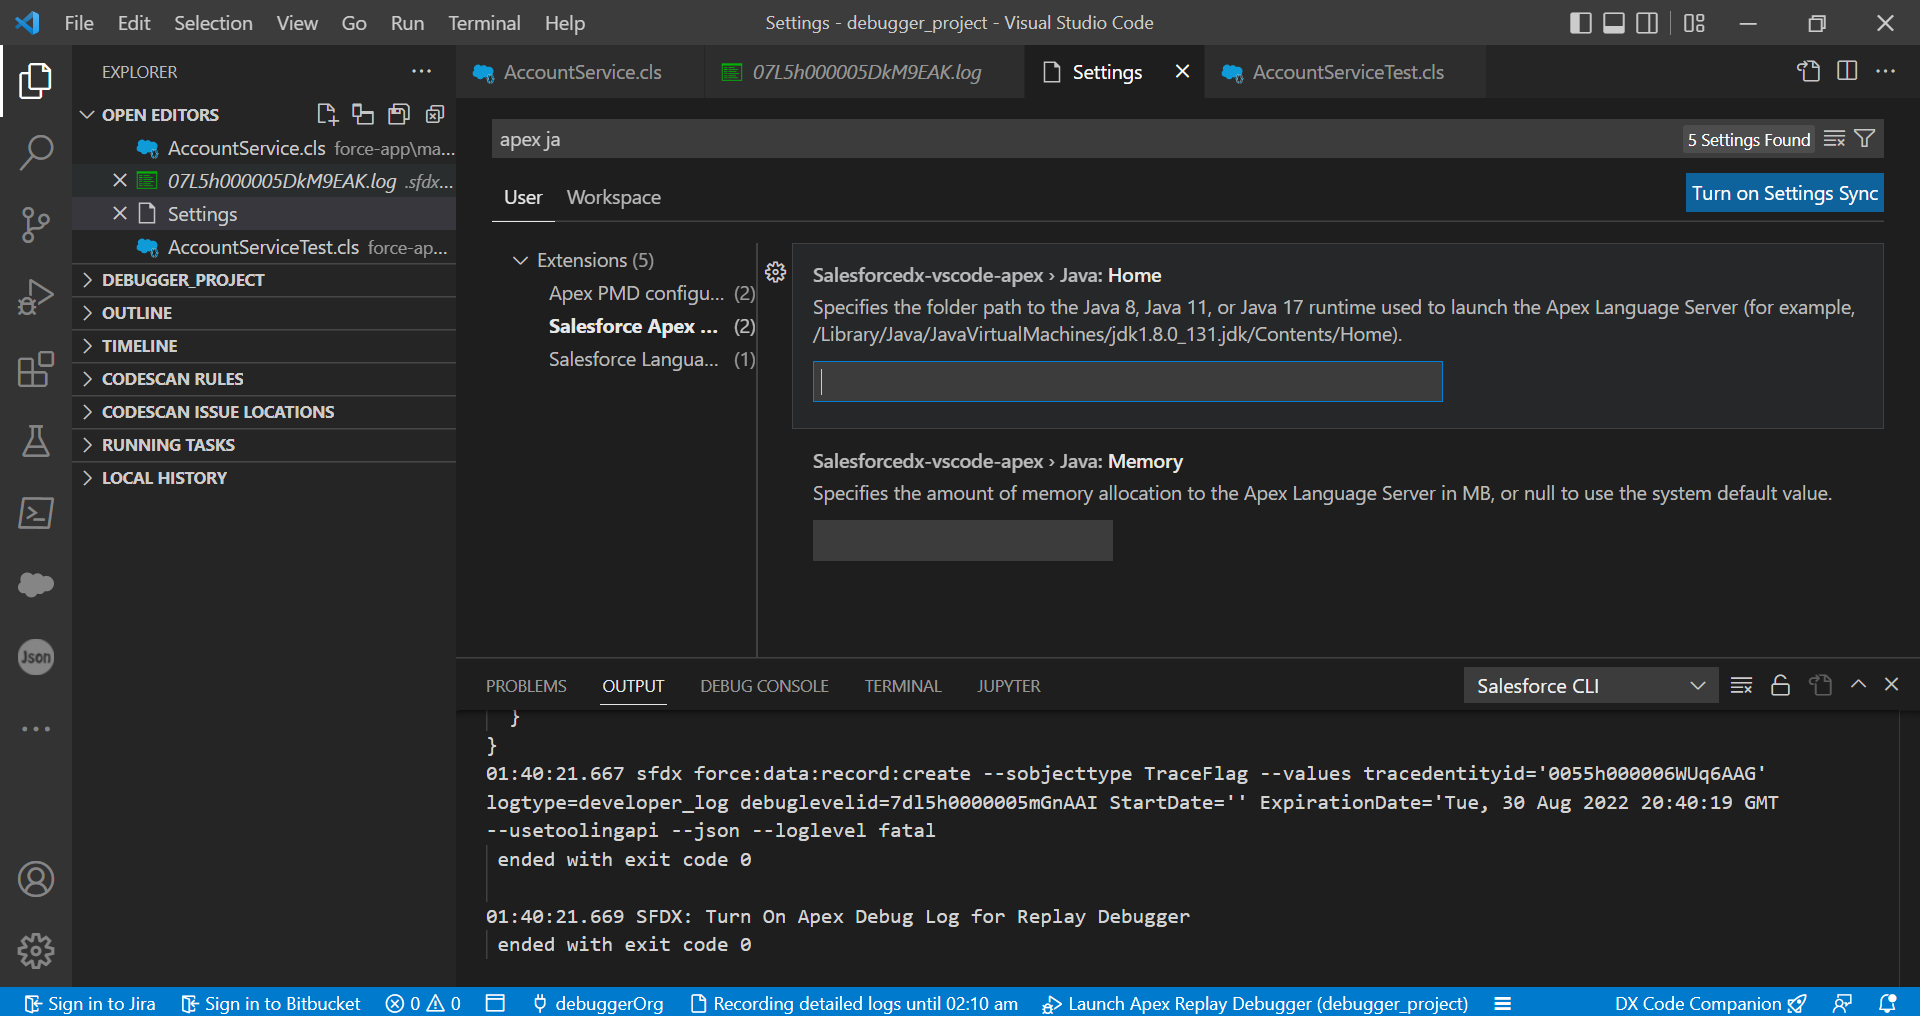 File Edit Selection View Go Run Terminal Help
Settings - debugger_project - Visual Studio Code
EXPLORER
OPEN EDITORS
AccountService.cls force-app\ma...
07L5h000005DkM9EAK.log .sfdx...
Settings
AccountServiceTest.cls force-ap...
DEBUGGER_PROJECT
OUTLINE
TIMELINE
CODESCAN RULES
CODESCAN ISSUE LOCATIONS
RUNNING TASKS
LOCAL HISTORY
Json
AccountService.cls
07L5h000005DkM9EAK.log
Settings
AccountServiceTest.cls
apex ja
5 Settings Found
User
Workspace
Turn on Settings Sync
Extensions (5)
Apex PMD configu... (2)
Salesforce Apex ... (2)
Salesforce Langua... (1)
Salesforcedx-vscode-apex › Java: Home
Specifies the folder path to the Java 8, Java 11, or Java 17 runtime used to launch the Apex Language Server (for example,
/Library/Java/JavaVirtualMachines/jdk1.8.0_131.jdk/Contents/Home).
Salesforcedx-vscode-apex › Java: Memory
Specifies the amount of memory allocation to the Apex Language Server in MB, or null to use the system default value.
PROBLEMS OUTPUT DEBUG CONSOLE TERMINAL JUPYTER
Salesforce CLI
}
}
01:40:21.667 sfdx force:data:record:create --sobjecttype TraceFlag --values tracedentityid='0055h000006WUq6AAG'
logtype=developer_log debuglevelid=7dl5h0000005mGnAAI StartDate='' ExpirationDate='Tue, 30 Aug 2022 20:40:19 GMT
--usetoolingapi --json --loglevel fatal
ended with exit code 0
01:40:21.669 SFDX: Turn On Apex Debug Log for Replay Debugger
ended with exit code 0
Sign in to Jira Sign in to Bitbucket 0 0 debuggerOrg Recording detailed logs until 02:10 am Launch Apex Replay Debugger (debugger_project) DX Code Companion